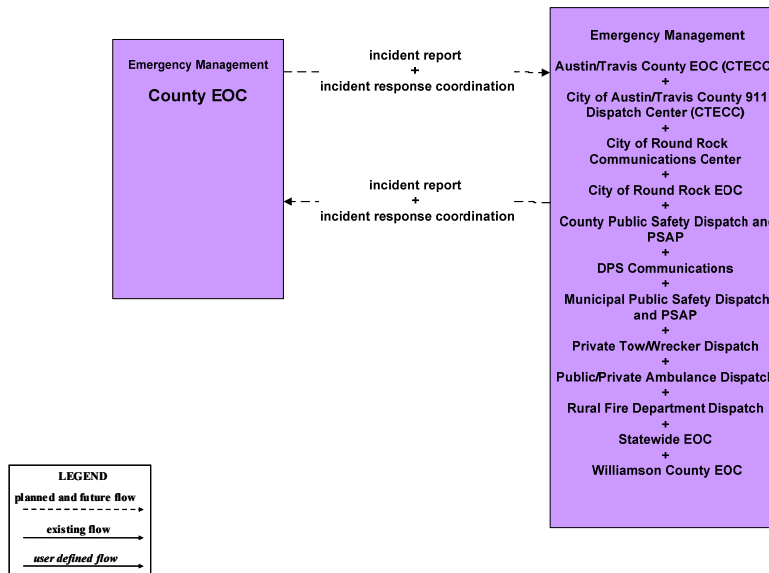 Emergency Management
County EOC
incident report
+
incident response coordination
incident report
+
incident response coordination
Emergency Management
Austin/Travis County EOC (CTECC
+
City of Austin/Travis County 911
Dispatch Center (CTECC)
+
City of Round Rock
Communications Center
+
City of Round Rock EOC
+
County Public Safety Dispatch and
PSAP
+
DPS Communications
+
Municipal Public Safety Dispatch
and PSAP
+
Private Tow/Wrecker Dispatch
+
Public/Private Ambulance Dispatch
+
Rural Fire Department Dispatch
+
Statewide EOC
+
Williamson County EOC
LEGEND
planned and future flow
existing flow
user defined flow